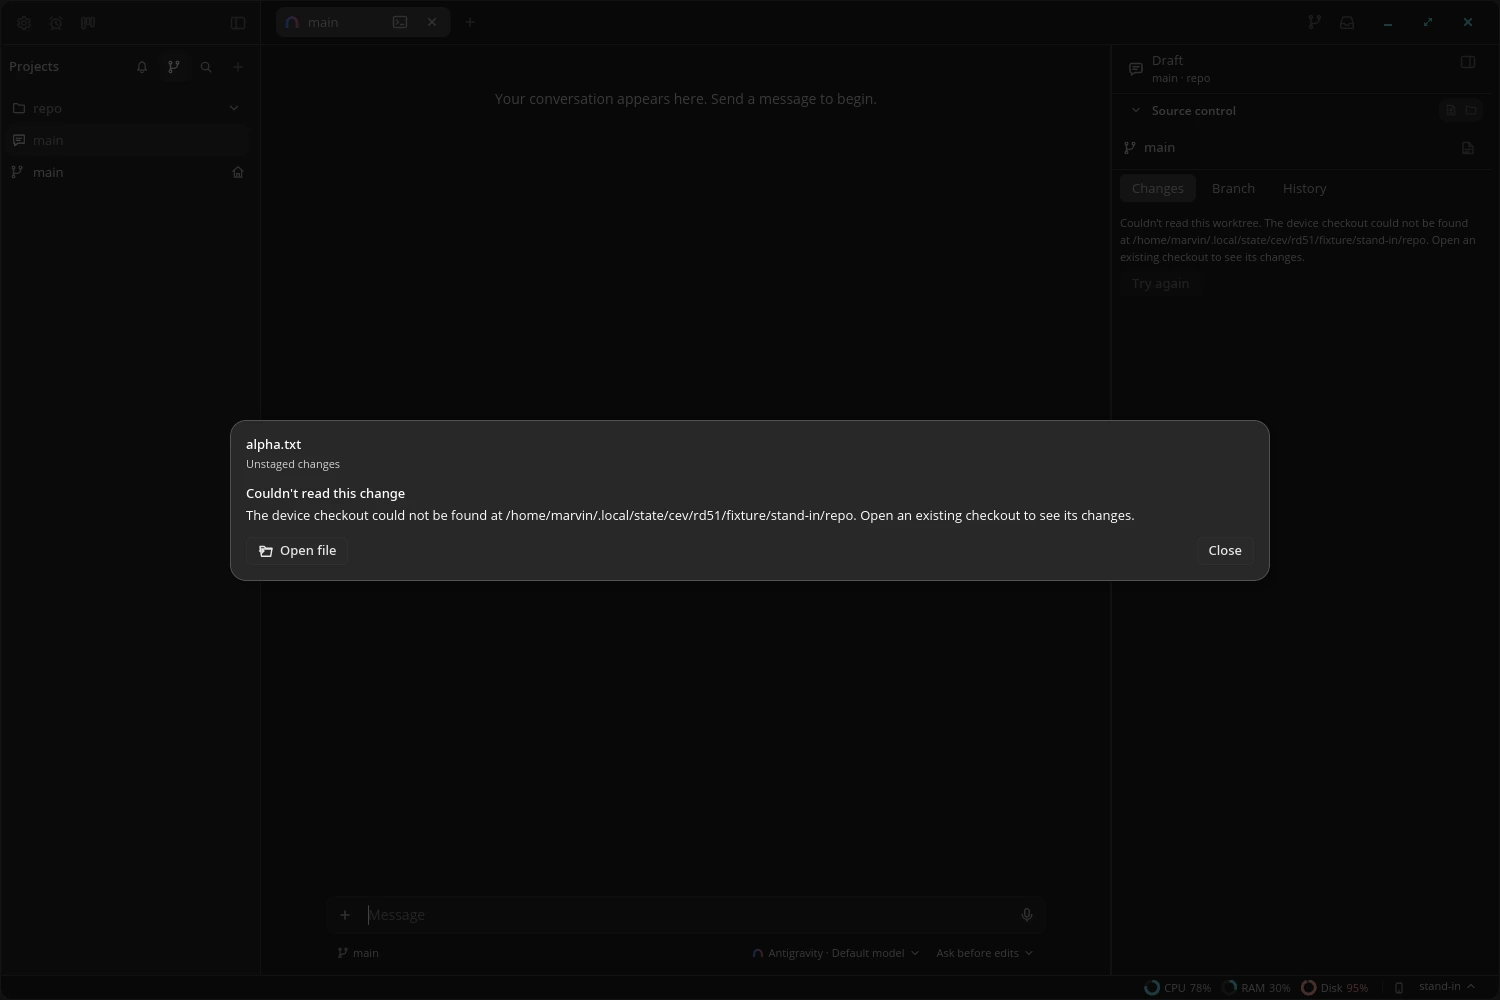 main
Projects
repo
main
main
Your conversation appears here. Send a message to begin.
Draft
main · repo
Source control
main
Changes
Branch
History
Couldn't read this worktree. The device checkout could not be found
at /home/marvin/.local/state/cev/rd51/fixture/stand-in/repo. Open an
existing checkout to see its changes.
Try again
alpha.txt
Unstaged changes
Couldn't read this change
The device checkout could not be found at /home/marvin/.local/state/cev/rd51/fixture/stand-in/repo. Open an existing checkout to see its changes.
Open file
Close
Message
main
Antigravity · Default model
Ask before edits
CPU 78%
RAM 30%
Disk 95%
stand-in